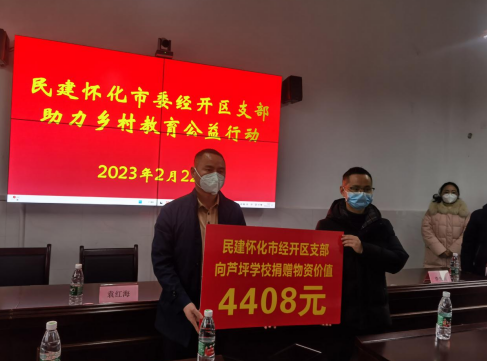 民建怀化市委经开区支部
助力乡村教育公益行动
2023年2月22
民建怀化市经开区支部
向芦坪学校捐赠物资价值
4408元
袁红海